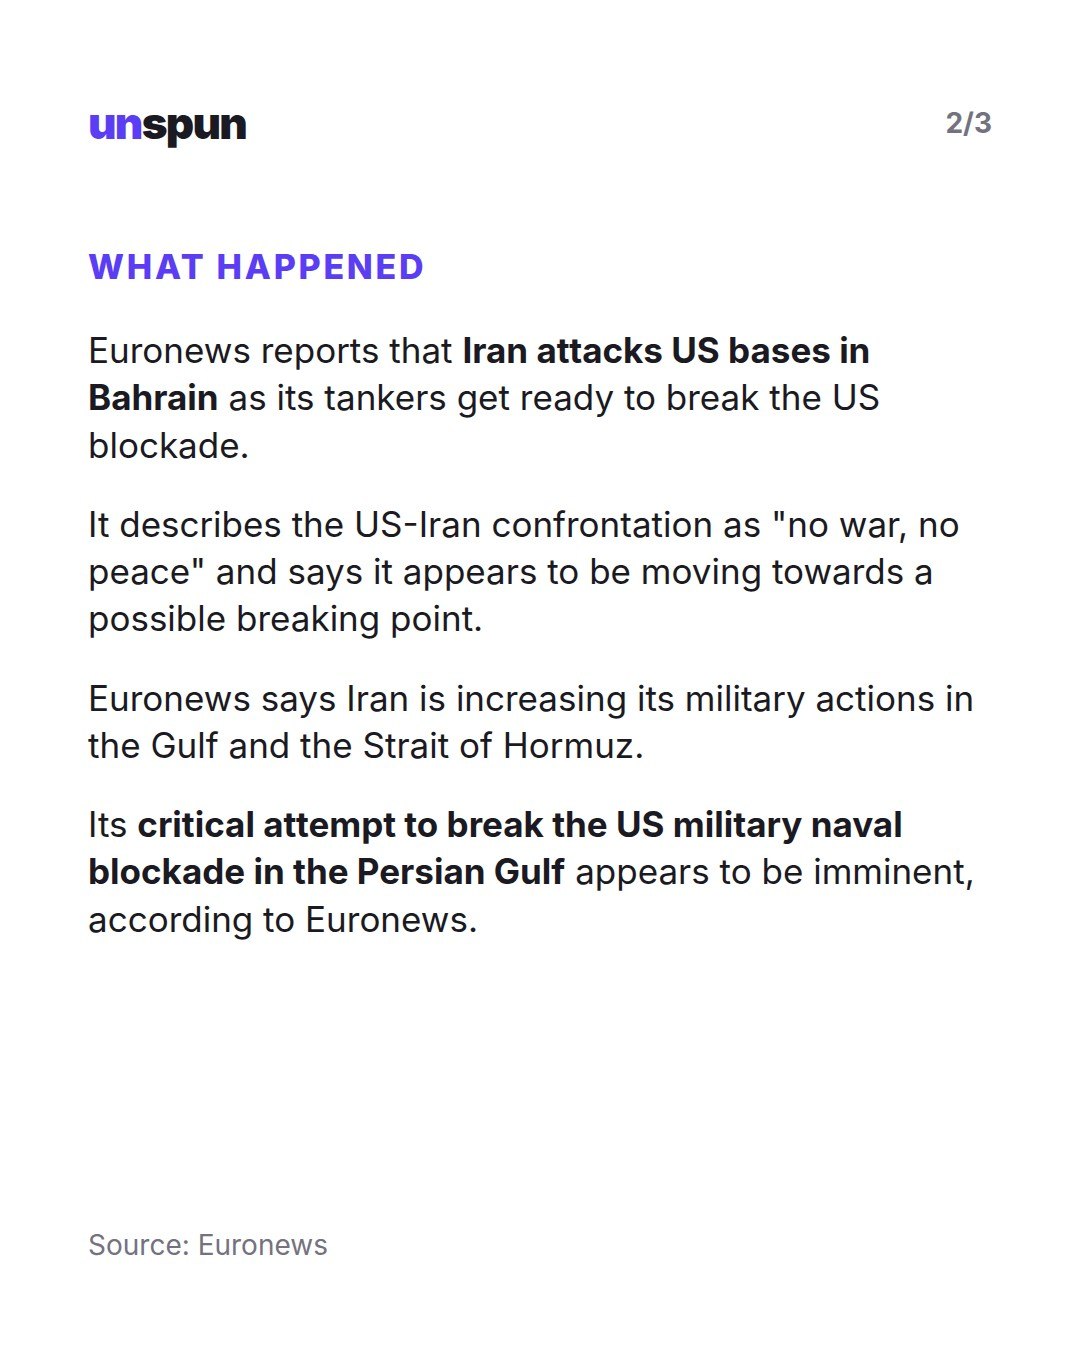 unspun
2/3
WHAT HAPPENED
Euronews reports that Iran attacks US bases in
Bahrain as its tankers get ready to break the US
blockade.
It describes the US-Iran confrontation as "no war, no
peace" and says it appears to be moving towards a
possible breaking point.
Euronews says Iran is increasing its military actions in
the Gulf and the Strait of Hormuz.
Its critical attempt to break the US military naval
blockade in the Persian Gulf appears to be imminent,
according to Euronews.
Source: Euronews